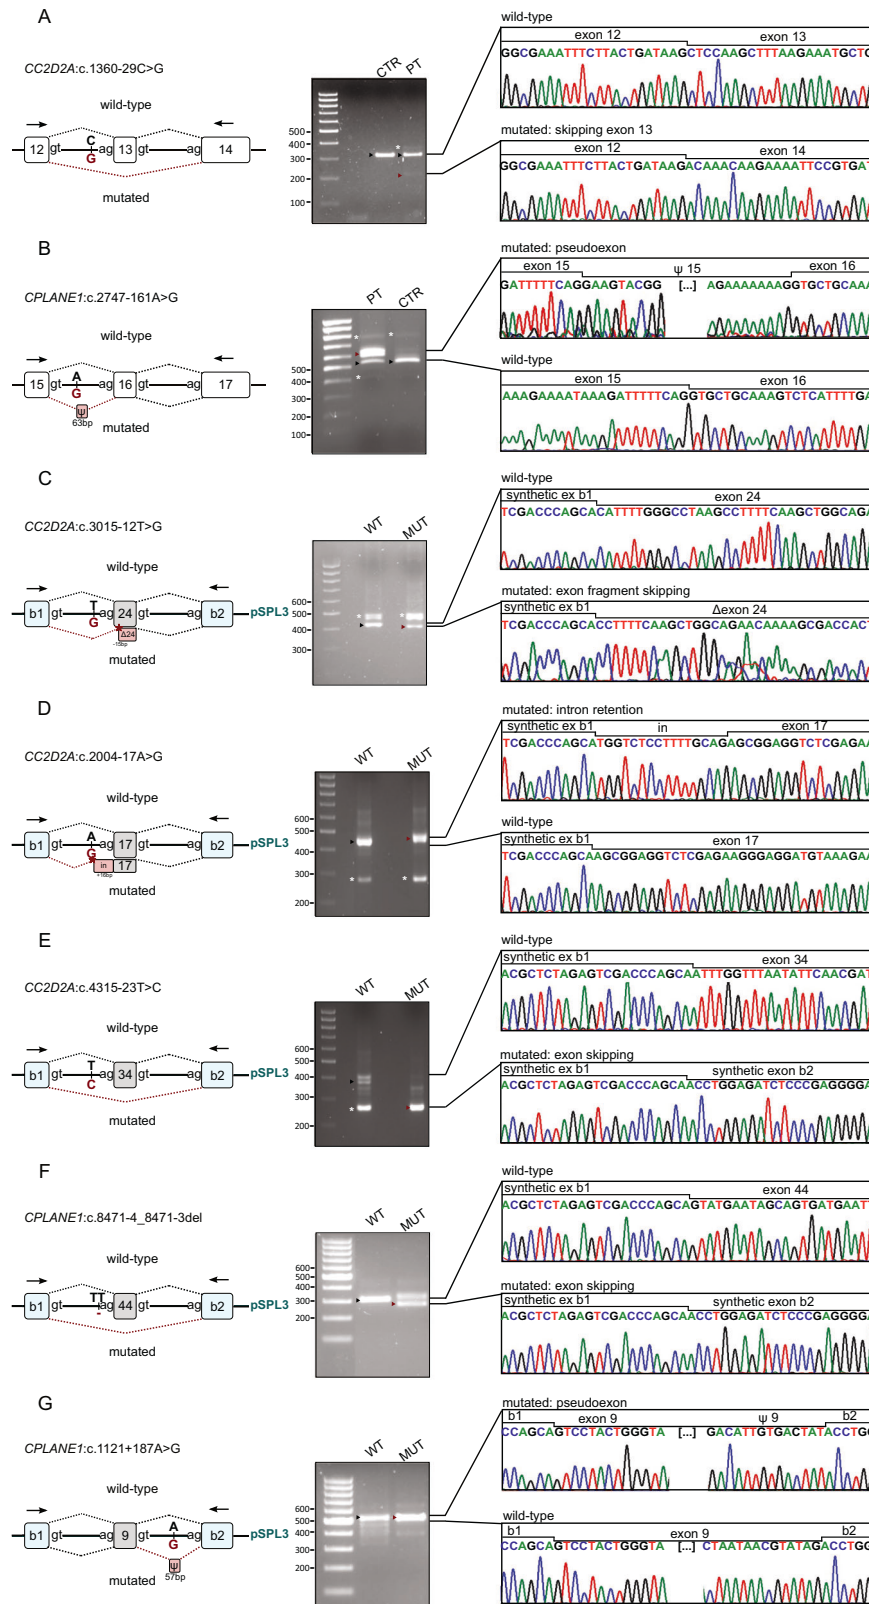 A
CC2D2A:c.1360-29C>G
wild-type
12 gt C ag 13 gt ag 14
G
mutated
CTR PT
500
400
300
200
100
wild-type
exon 12 exon 13
GGCGAAATTTCTTACTGATAAGCTCCAAGCTTTAAGAAATGCTG
mutated: skipping exon 13
exon 12 exon 14
GGCGAAATTTCTTACTGATAAGACAAACAAGAAAATTCCGTGAT
B
CPLANE1:c.2747-161A>G
wild-type
15 gt A ag 16 gt ag 17
G
ψ
63bp
mutated
PT CTR
500
400
300
200
100
mutated: pseudoexon
exon 15 ψ 15 exon 16
GATTTTTCAGGAAGTACGG [...] AGAAAAAAAGGTGCTGCAAA
wild-type
exon 15 exon 16
AAAGAAAATAAAGATTTTTCAGGTGCTGCAAAGTCTCATTTTGA
C
CC2D2A:c.3015-12T>G
wild-type
b1 gt T ag 24 gt ag b2 pSPL3
G
Δ24
-15bp
mutated
WT MUT
600
500
400
300
wild-type
synthetic ex b1 exon 24
TCGACCCAGCACATTTTGGGCCTAAGCCTTTTCAAGCTGGCAGA
mutated: exon fragment skipping
synthetic ex b1 Δexon 24
TCGACCCAGCACCTTTTCAAGCTGGCAGAACAAAAGCGACCACT
D
CC2D2A:c.2004-17A>G
wild-type
b1 gt A ag 17 gt ag b2 pSPL3
G
in 17
+16bp
mutated
WT MUT
600
500
400
300
200
mutated: intron retention
synthetic ex b1 in exon 17
TCGACCCAGCATGGTCTCCTTTTGCAGAGCGGAGGTCTCGAGAA
wild-type
synthetic ex b1 exon 17
TCGACCCAGCAAGCGGAGGTCTCGAGAAGGGAGGATGTAAAGAA
E
CC2D2A:c.4315-23T>C
wild-type
b1 gt T ag 34 gt ag b2 pSPL3
C
mutated
WT MUT
600
500
400
300
200
wild-type
synthetic ex b1 exon 34
ACGCTCTAGAGTCGACCCAGCAATTTGGTTTAATATTCAACGAT
mutated: exon skipping
synthetic ex b1 synthetic exon b2
ACGCTCTAGAGTCGACCCAGCAACCTGGAGATCTCCCGAGGGGA
F
CPLANE1:c.8471-4_8471-3del
wild-type
b1 gt TT ag 44 gt ag b2 pSPL3
-
mutated
WT MUT
600
500
400
300
200
wild-type
synthetic ex b1 exon 44
ACGCTCTAGAGTCGACCCAGCAGTATGAATAGCAGTGATGAATT
mutated: exon skipping
synthetic ex b1 synthetic exon b2
ACGCTCTAGAGTCGACCCAGCAACCTGGAGATCTCCCGAGGGGA
G
CPLANE1:c.1121+187A>G
wild-type
b1 gt ag 9 gt A ag b2 pSPL3
G
ψ
57bp
mutated
WT MUT
600
500
400
300
200
mutated: pseudoexon
b1 exon 9 ψ 9 b2
CCAGCAGTCCTACTGGGTA [...] GACATTGTGACTATACCTGG
wild-type
b1 exon 9 b2
CCAGCAGTCCTACTGGGTA [...] CTAATAACGTATAGACCTGG